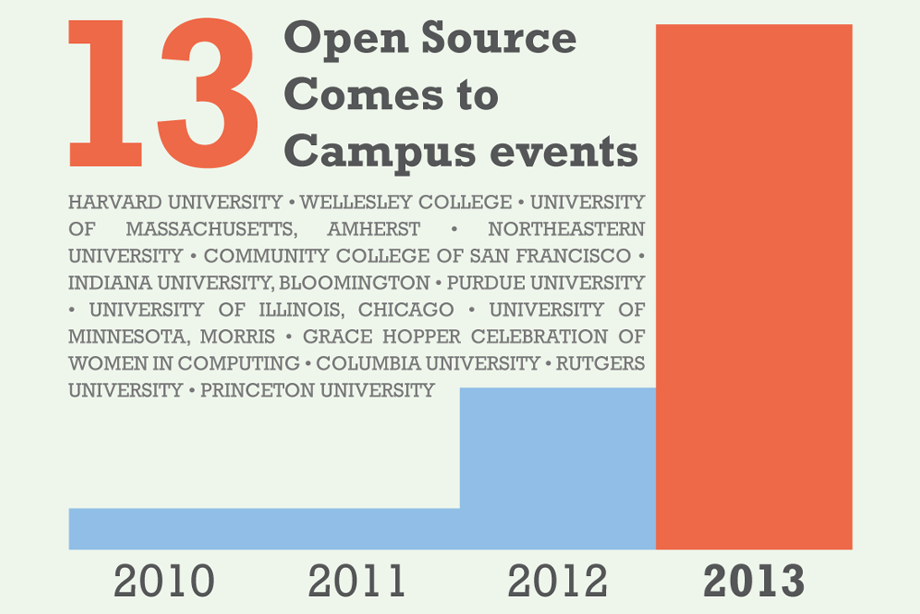 13
Open Source
Comes to
Campus events
HARVARD UNIVERSITY • WELLESLEY COLLEGE • UNIVERSITY
OF MASSACHUSETTS, AMHERST • NORTHEASTERN
UNIVERSITY • COMMUNITY COLLEGE OF SAN FRANCISCO •
INDIANA UNIVERSITY, BLOOMINGTON • PURDUE UNIVERSITY
• UNIVERSITY OF ILLINOIS, CHICAGO • UNIVERSITY OF
MINNESOTA, MORRIS • GRACE HOPPER CELEBRATION OF
WOMEN IN COMPUTING • COLUMBIA UNIVERSITY • RUTGERS
UNIVERSITY • PRINCETON UNIVERSITY
2010 2011 2012 2013